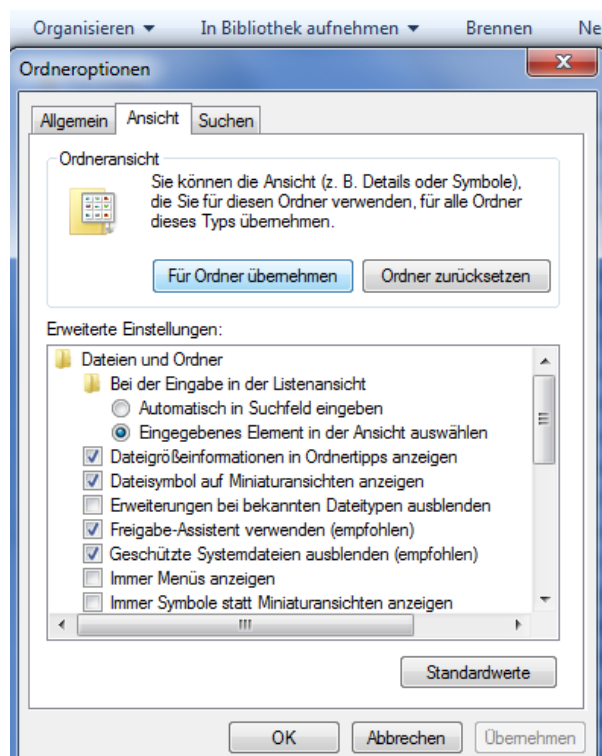 Organisieren In Bibliothek aufnehmen Brennen Ne
Ordneroptionen
Allgemein Ansicht Suchen
Ordneransicht
Sie können die Ansicht (z. B. Details oder Symbole),
die Sie für diesen Ordner verwenden, für alle Ordner
dieses Typs übernehmen.
Für Ordner übernehmen Ordner zurücksetzen
Erweiterte Einstellungen:
Dateien und Ordner
Bei der Eingabe in der Listenansicht
Automatisch in Suchfeld eingeben
Eingegebenes Element in der Ansicht auswählen
Dateigrößeinformationen in Ordnertipps anzeigen
Dateisymbol auf Miniaturansichten anzeigen
Erweiterungen bei bekannten Dateitypen ausblenden
Freigabe-Assistent verwenden (empfohlen)
Geschützte Systemdateien ausblenden (empfohlen)
Immer Menüs anzeigen
Immer Symbole statt Miniaturansichten anzeigen
Standardwerte
OK Abbrechen Übernehmen